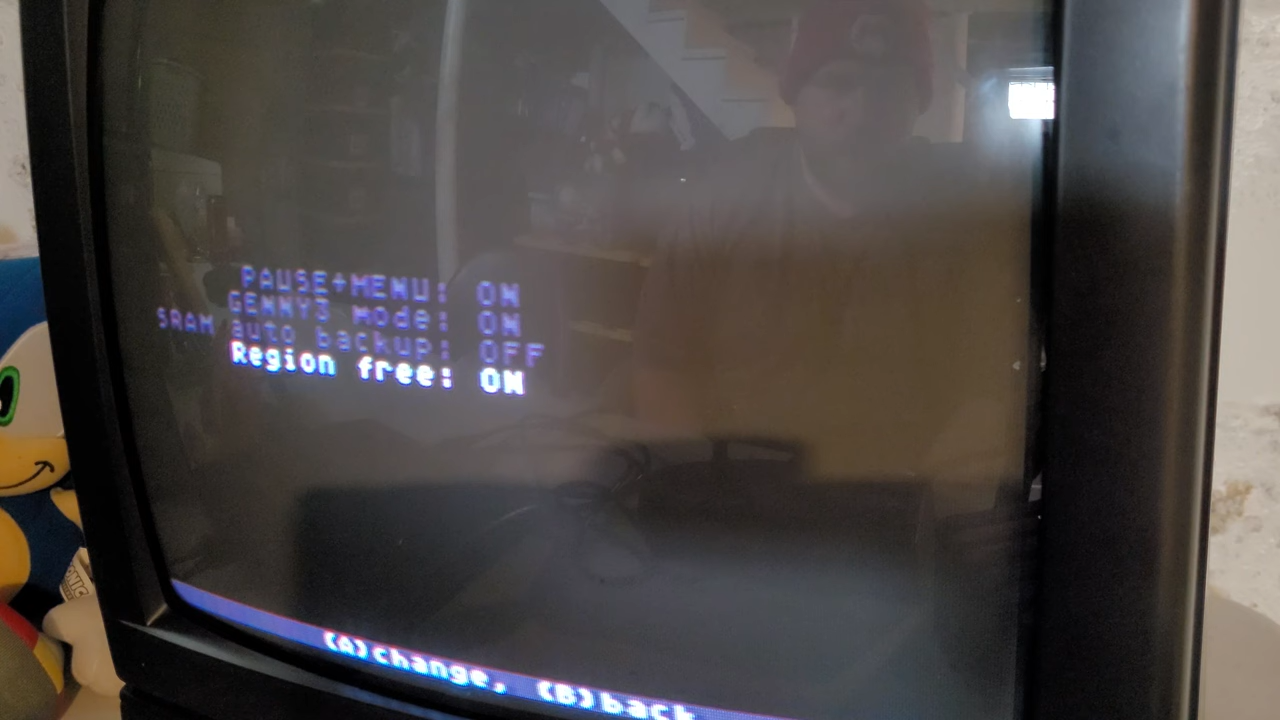 PAUSE+MENU: ON
GENNY3 mode: ON
SRAM auto backup: OFF
Region free: ON
(A)change, (B)back